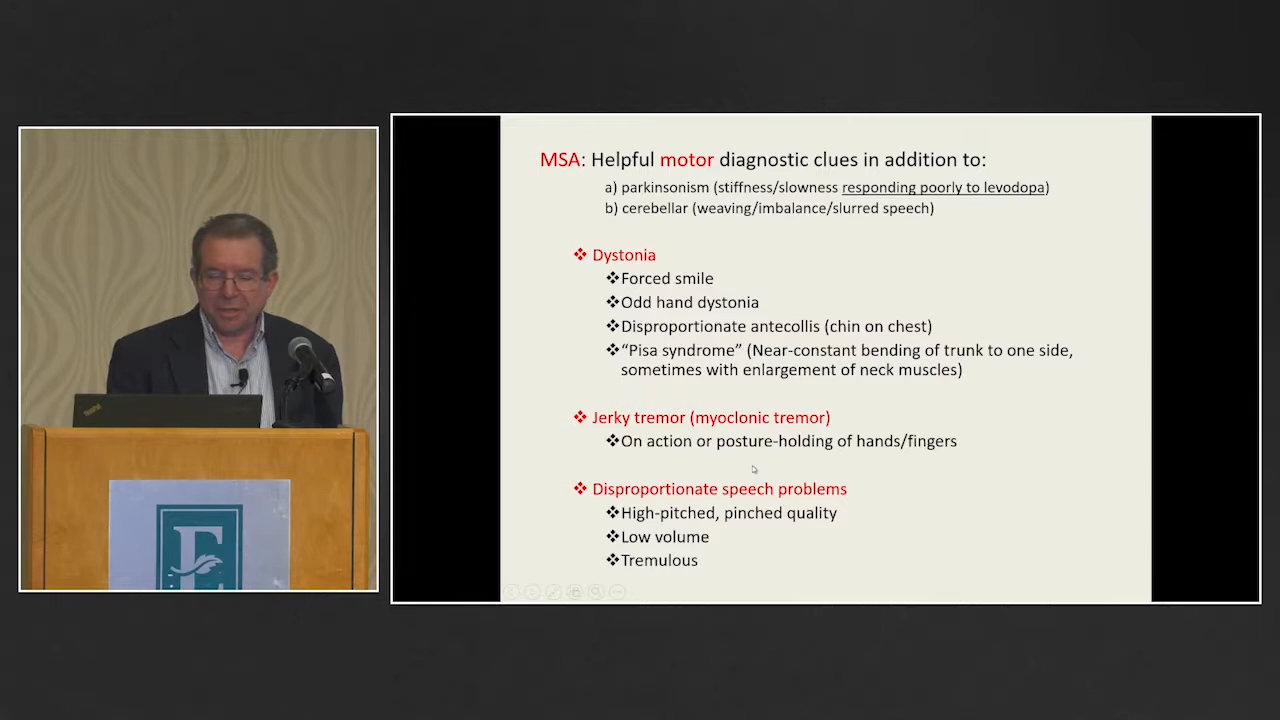 MSA: Helpful motor diagnostic clues in addition to:
a) parkinsonism (stiffness/slowness responding poorly to levodopa)
b) cerebellar (weaving/imbalance/slurred speech)
❖ Dystonia
❖Forced smile
❖Odd hand dystonia
❖Disproportionate antecollis (chin on chest)
❖“Pisa syndrome” (Near-constant bending of trunk to one side,
sometimes with enlargement of neck muscles)
❖ Jerky tremor (myoclonic tremor)
❖On action or posture-holding of hands/fingers
❖ Disproportionate speech problems
❖High-pitched, pinched quality
❖Low volume
❖Tremulous
ThinkPad
E